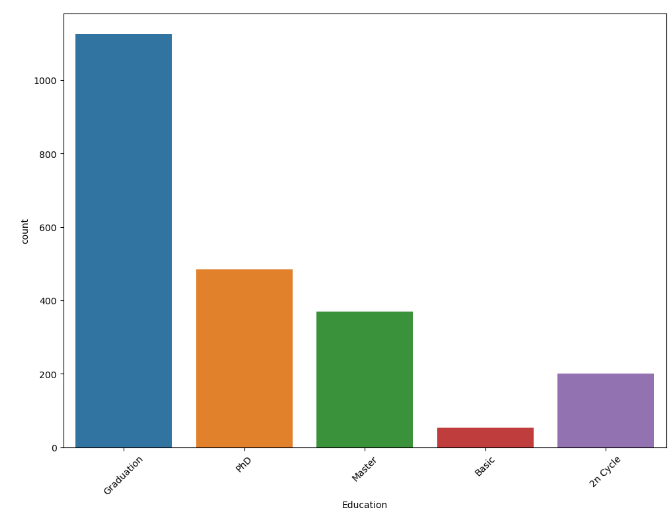 1000
800
600
400
200
0
count
Graduation
PhD
Master
Basic
2n Cycle
Education